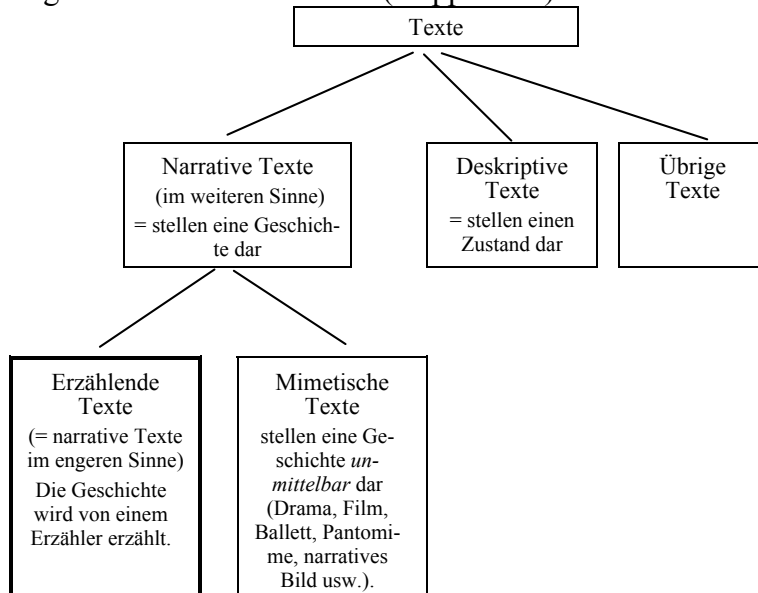 Texte
Narrative Texte
(im weiteren Sinne)
= stellen eine Geschich-
te dar
Deskriptive
Texte
= stellen einen
Zustand dar
Übrige
Texte
Erzählende
Texte
(= narrative Texte
im engeren Sinne)
Die Geschichte
wird von einem
Erzähler erzählt.
Mimetische
Texte
stellen eine Ge-
schichte un-
mittelbar dar
(Drama, Film,
Ballett, Pantomi-
me, narratives
Bild usw.).